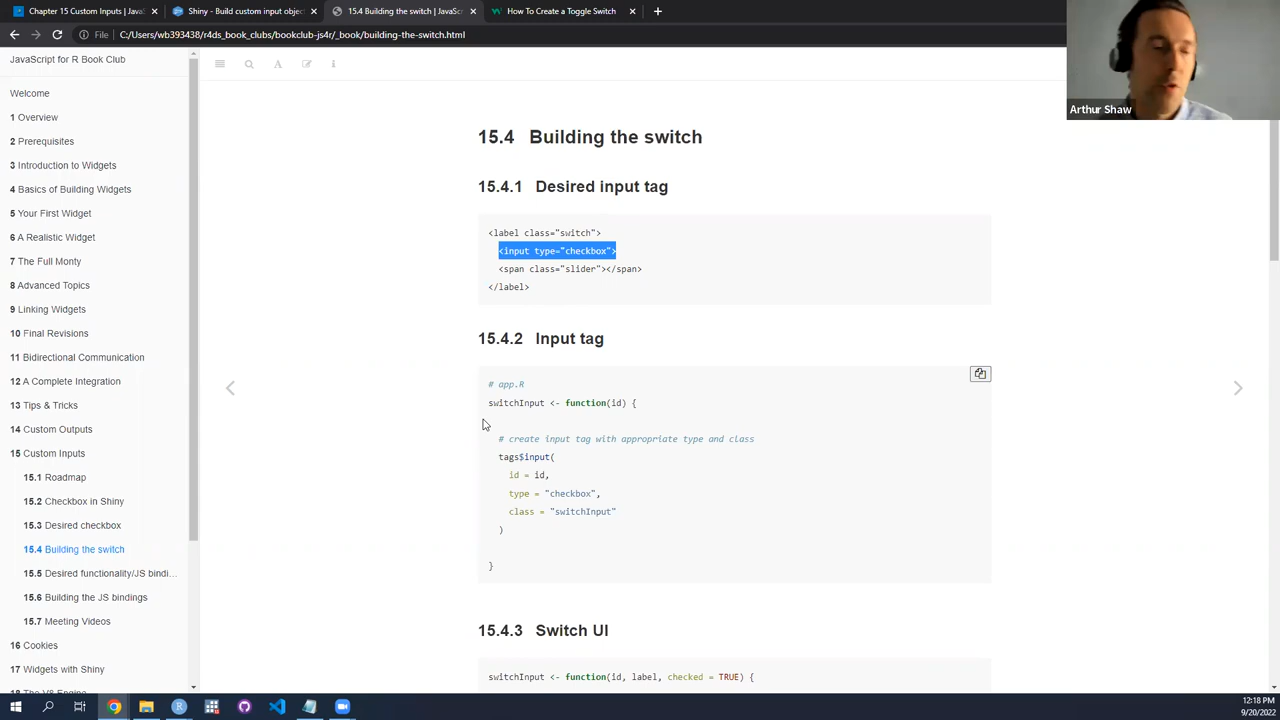 Chapter 15 Custom Inputs | Java
Shiny - Build custom input objec
15.4 Building the switch | JavaSc
How To Create a Toggle Switch
File
C:/Users/wb393438/r4ds_book_clubs/bookclub-js4r/_book/building-the-switch.html
Arthur Shaw
JavaScript for R Book Club
Welcome
1 Overview
2 Prerequisites
3 Introduction to Widgets
4 Basics of Building Widgets
5 Your First Widget
6 A Realistic Widget
7 The Full Monty
8 Advanced Topics
9 Linking Widgets
10 Final Revisions
11 Bidirectional Communication
12 A Complete Integration
13 Tips & Tricks
14 Custom Outputs
15 Custom Inputs
15.1 Roadmap
15.2 Checkbox in Shiny
15.3 Desired checkbox
15.4 Building the switch
15.5 Desired functionality/JS bindi...
15.6 Building the JS bindings
15.7 Meeting Videos
16 Cookies
17 Widgets with Shiny
18 The V8 Engine
15.4 Building the switch
15.4.1 Desired input tag
<label class="switch">
<input type="checkbox">
<span class="slider"></span>
</label>
15.4.2 Input tag
# app.R
switchInput <- function(id) {
# create input tag with appropriate type and class
tags$input(
id = id,
type = "checkbox",
class = "switchInput"
)
}
15.4.3 Switch UI
switchInput <- function(id, label, checked = TRUE) {
12:18 PM
9/20/2022